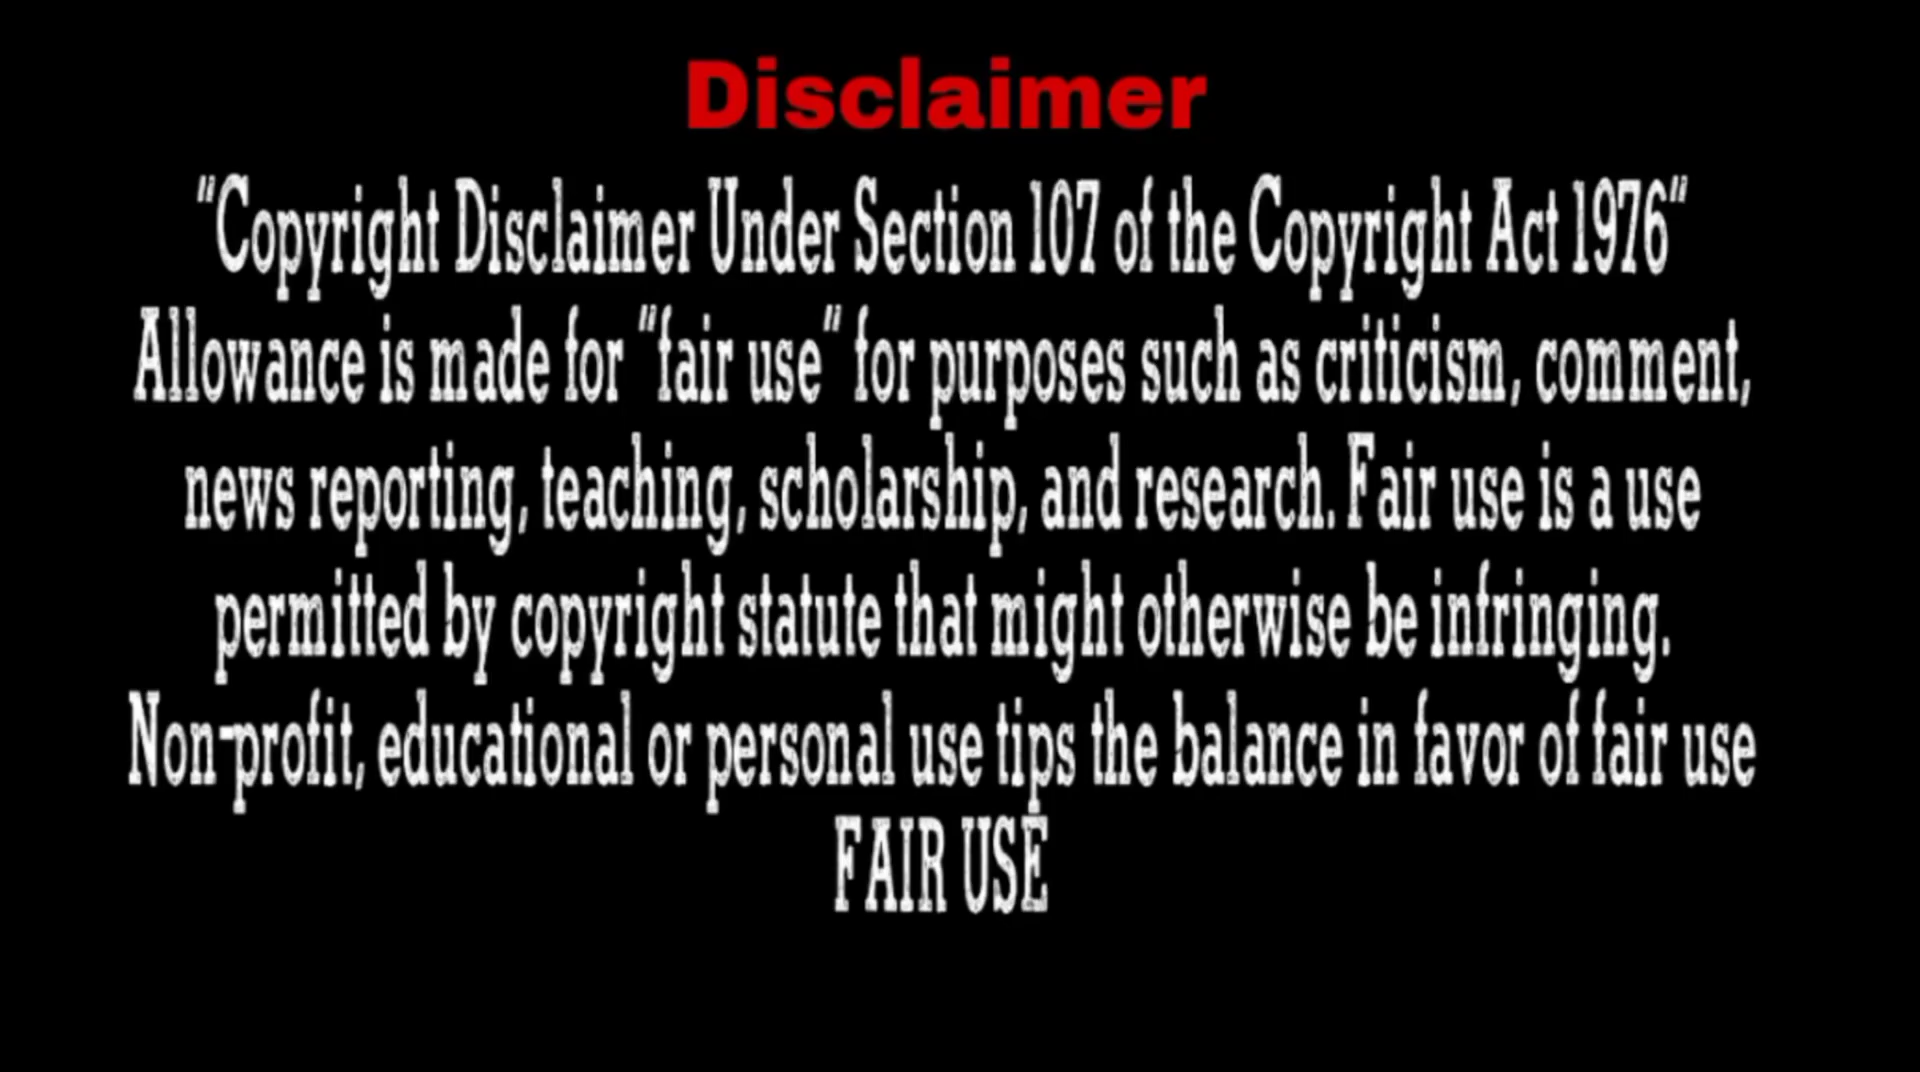 Disclaimer
"Copyright Disclaimer Under Section 107 of the Copyright Act 1976"
Allowance is made for "fair use" for purposes such as criticism, comment,
news reporting, teaching, scholarship, and research. Fair use is a use
permitted by copyright statute that might otherwise be infringing.
Non-profit, educational or personal use tips the balance in favor of fair use
FAIR USE